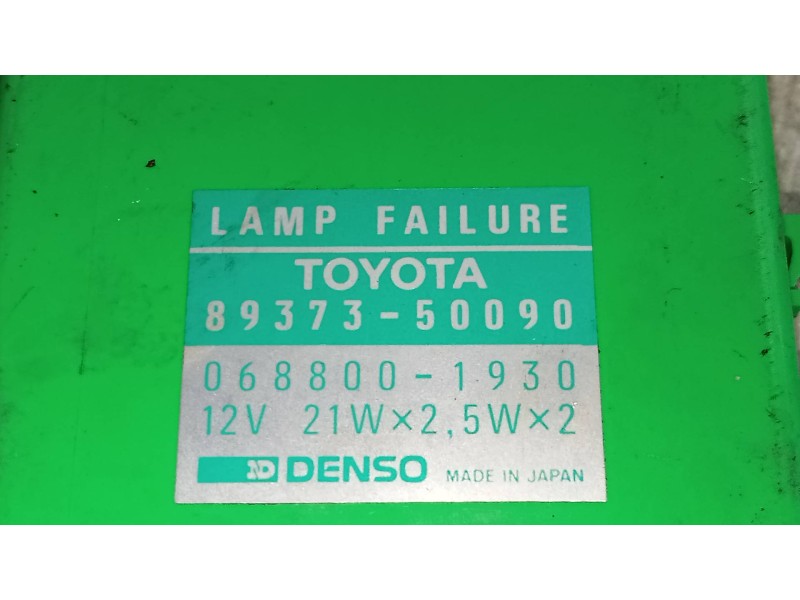 LAMP FAILURE
TOYOTA
89373-50090
068800-1930
12V 21W×2,5W×2
ND DENSO MADE IN JAPAN